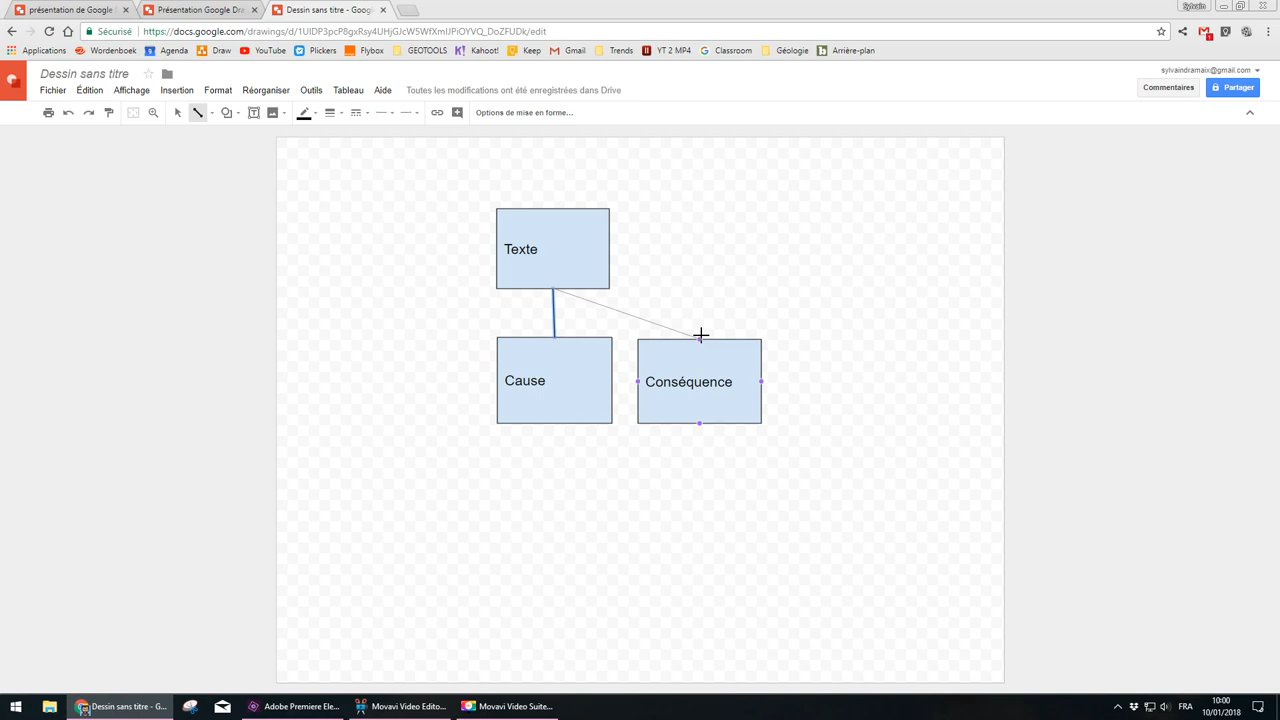 présentation de Google
Présentation Google Dra
Dessin sans titre - Googl
Sylvain
Sécurisé
https://docs.google.com/drawings/d/1UIDP3pcP8gxRsy4UHjGJcW5WfXmIJPiOYVQ_DoZFUDk/edit
Applications Wordenboek Agenda Draw YouTube Plickers Flybox GEOTOOLS Kahoot! Keep Gmail Trends YT 2 MP4 Classroom Géologie Arrière-plan
Dessin sans titre
sylvaindramaix@gmail.com
Fichier Édition Affichage Insertion Format Réorganiser Outils Tableau Aide Toutes les modifications ont été enregistrées dans Drive
Commentaires Partager
Options de mise en forme...
Texte
Cause
Conséquence
Dessin sans titre - G... Adobe Premiere Ele... Movavi Video Edito... Movavi Video Suite...
FRA
10:00
10/01/2018